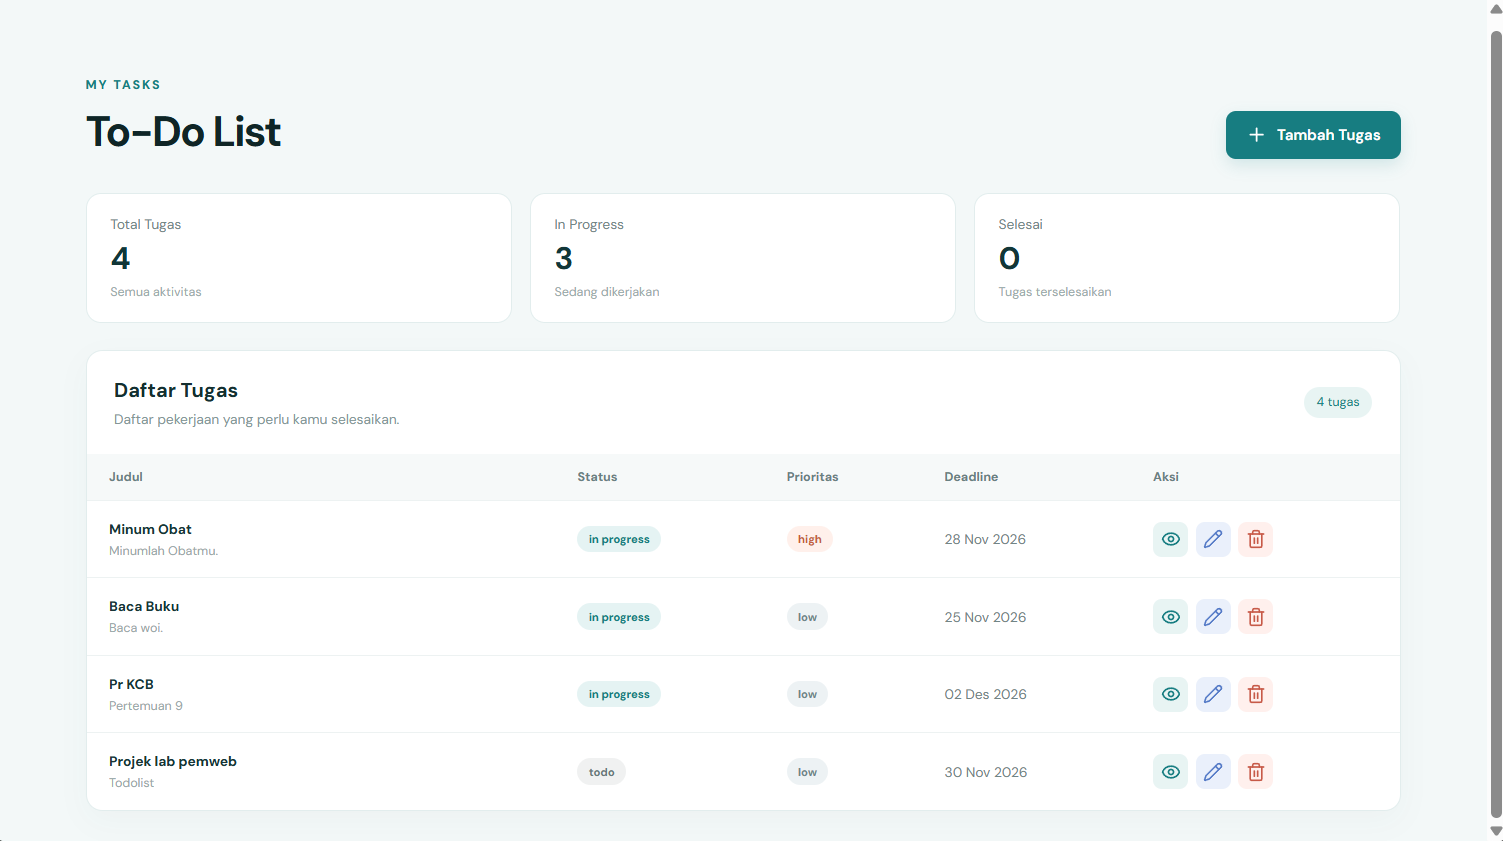 MY TASKS
To-Do List
Tambah Tugas
Total Tugas
4
Semua aktivitas
In Progress
3
Sedang dikerjakan
Selesai
0
Tugas terselesaikan
Daftar Tugas
Daftar pekerjaan yang perlu kamu selesaikan.
4 tugas
Judul Status Prioritas Deadline Aksi
Minum Obat in progress high 28 Nov 2026
Minumlah Obatmu.
Baca Buku in progress low 25 Nov 2026
Baca woi.
Pr KCB in progress low 02 Des 2026
Pertemuan 9
Projek lab pemweb todo low 30 Nov 2026
Todolist